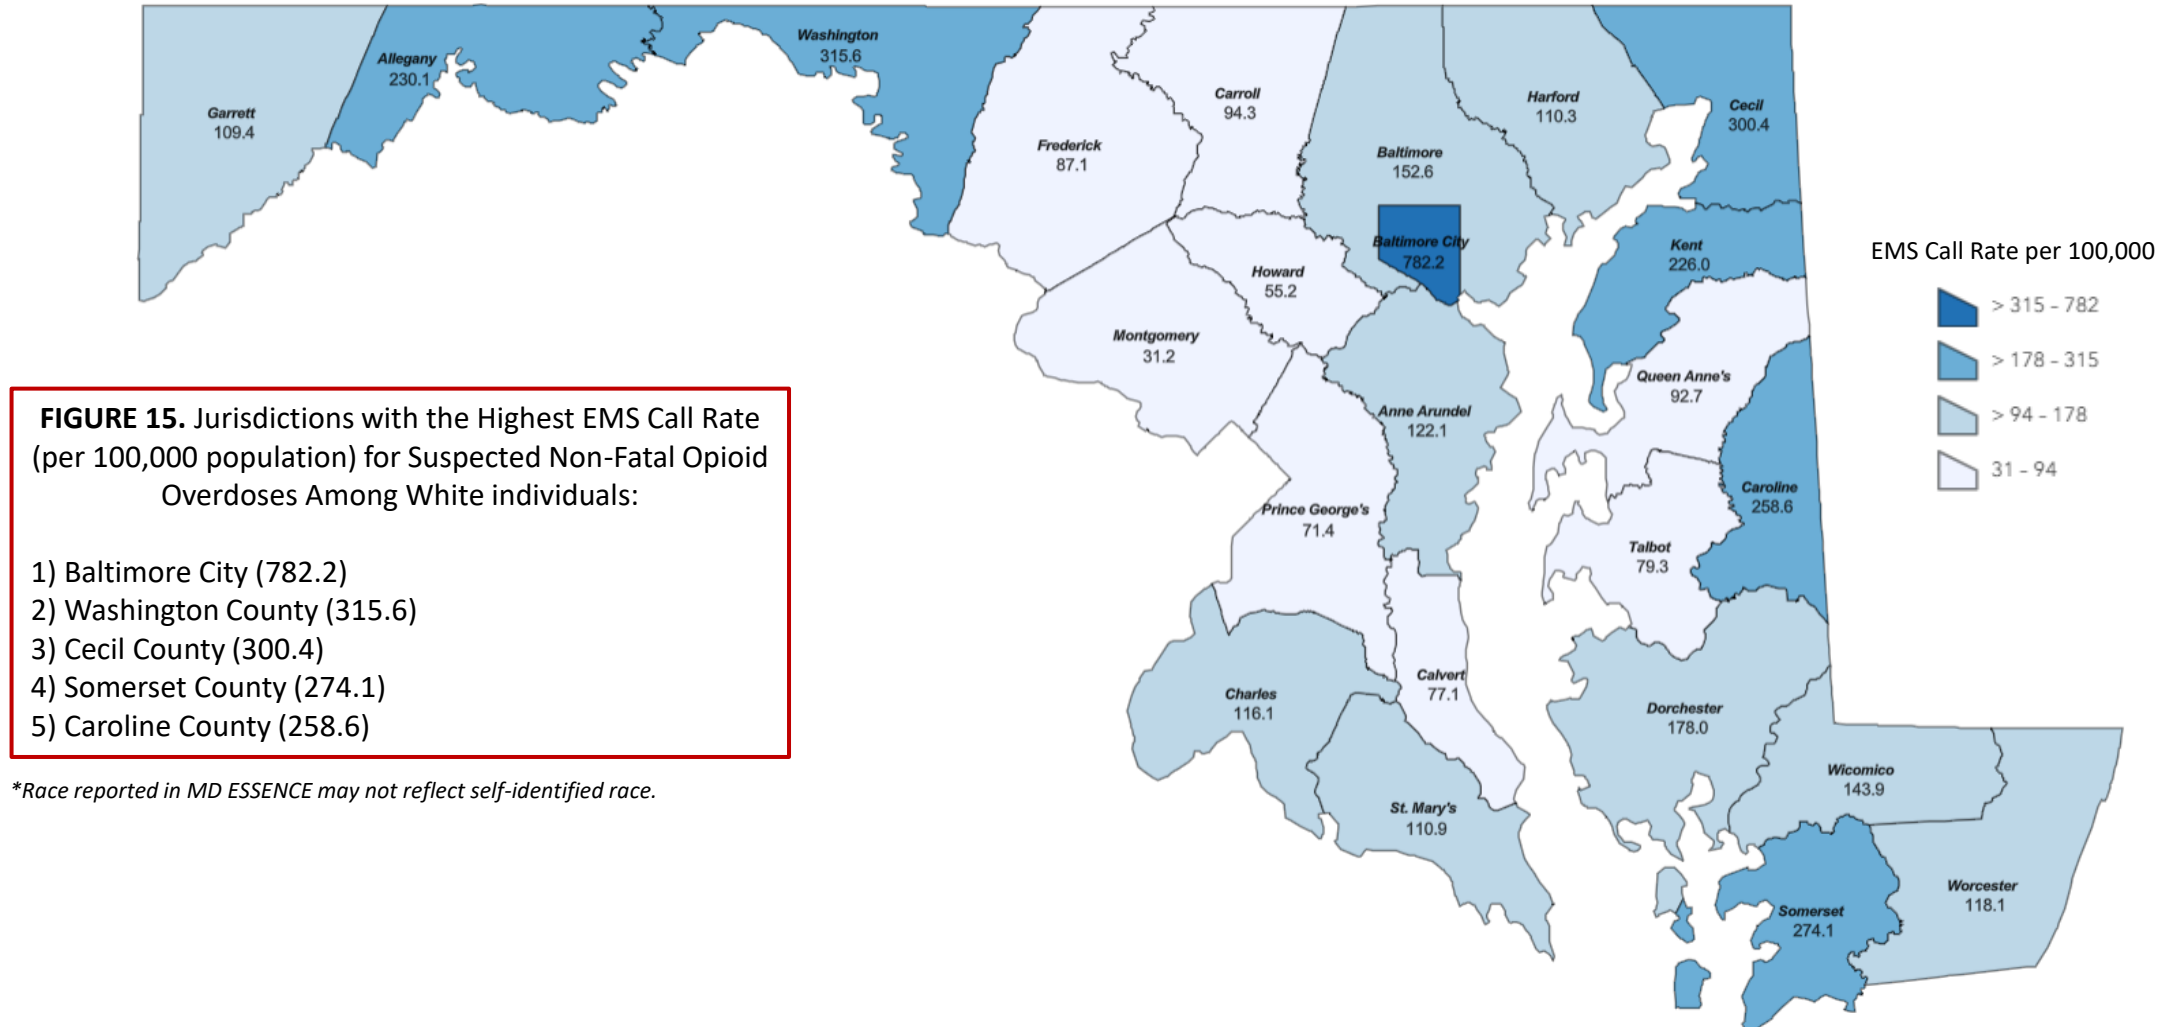 Garrett
109.4
Allegany
230.1
Washington
315.6
Frederick
87.1
Carroll
94.3
Baltimore
152.6
Harford
110.3
Cecil
300.4
Baltimore City
782.2
Howard
55.2
Montgomery
31.2
Kent
226.0
Queen Anne's
92.7
Anne Arundel
122.1
Prince George's
71.4
Caroline
258.6
Talbot
79.3
Calvert
77.1
Charles
116.1
St. Mary's
110.9
Dorchester
178.0
Wicomico
143.9
Worcester
118.1
Somerset
274.1
EMS Call Rate per 100,000
> 315 - 782
> 178 - 315
> 94 - 178
31 - 94
FIGURE 15. Jurisdictions with the Highest EMS Call Rate
(per 100,000 population) for Suspected Non-Fatal Opioid
Overdoses Among White individuals:
1) Baltimore City (782.2)
2) Washington County (315.6)
3) Cecil County (300.4)
4) Somerset County (274.1)
5) Caroline County (258.6)
*Race reported in MD ESSENCE may not reflect self-identified race.